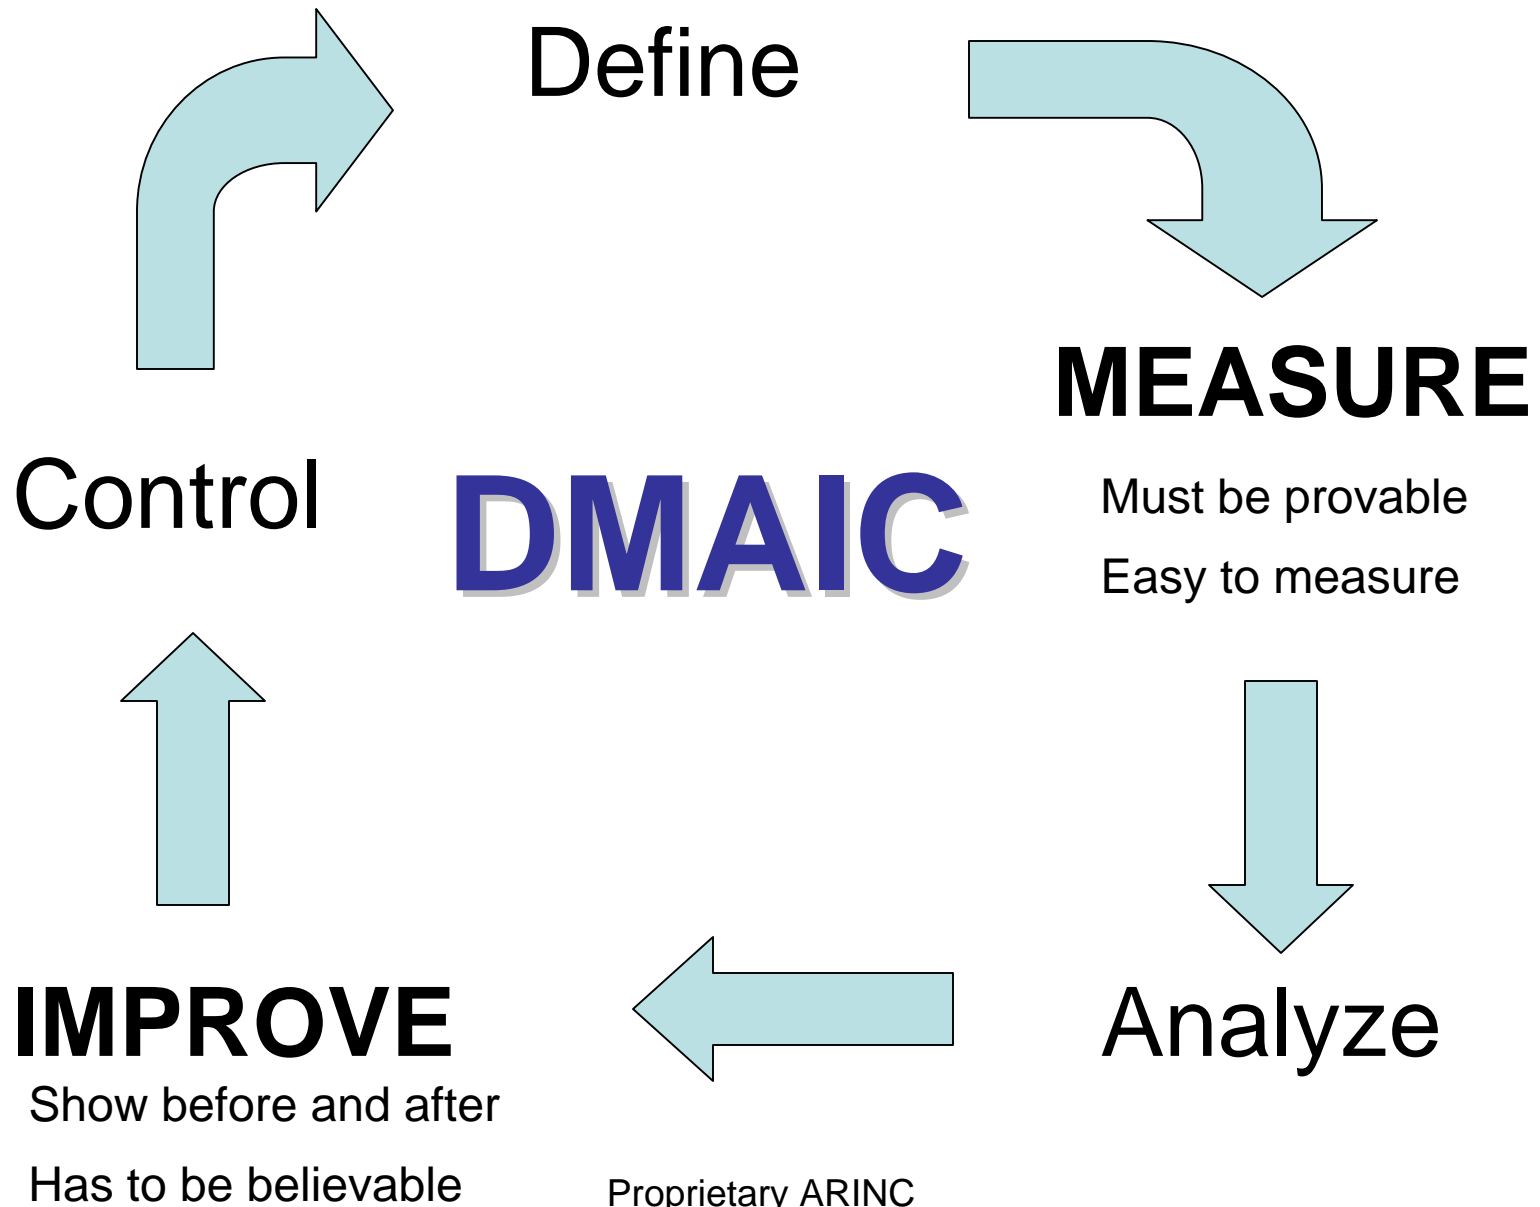 Define
MEASURE
Must be provable
Easy to measure
Control
DMAIC
Analyze
IMPROVE
Show before and after
Has to be believable
Proprietary ARINC